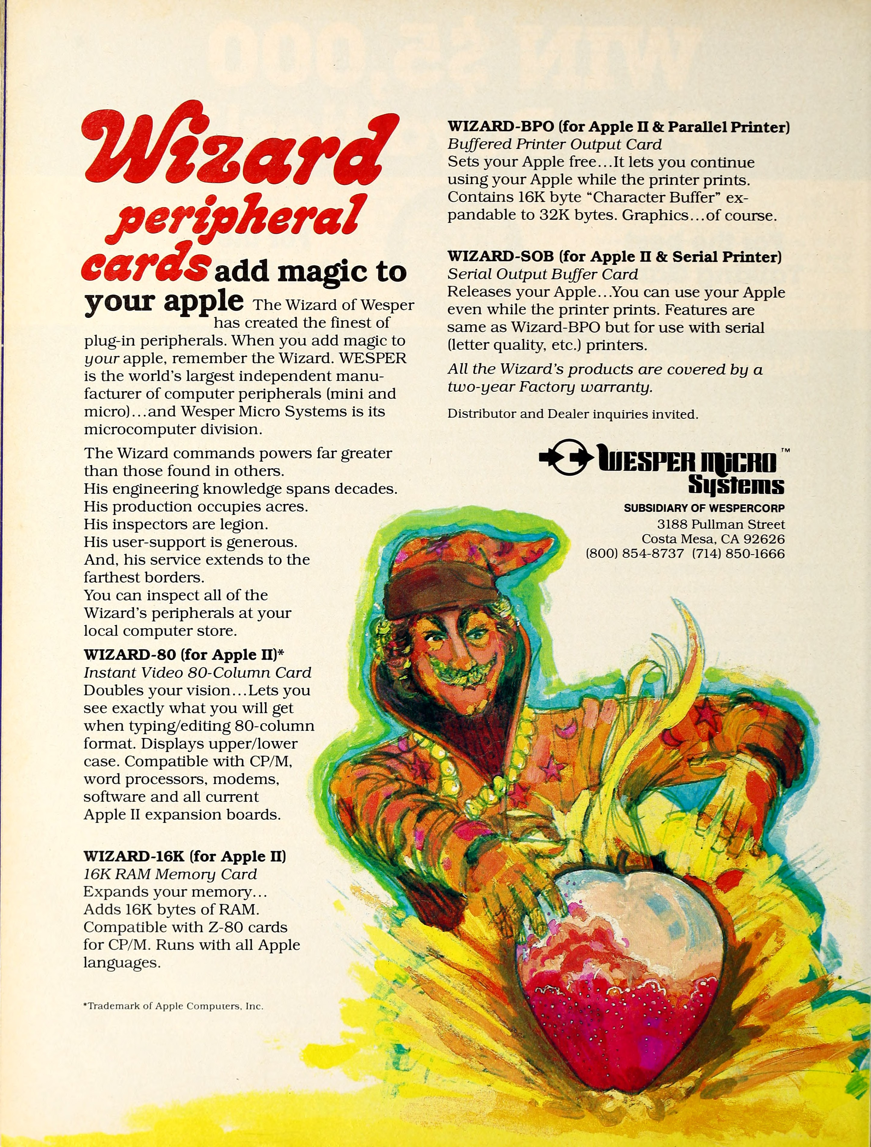 Wizard
peripheral
cards add magic to
your apple The Wizard of Wesper
has created the finest of
plug-in peripherals. When you add magic to
your apple, remember the Wizard. WESPER
is the world's largest independent manu-
facturer of computer peripherals (mini and
micro)...and Wesper Micro Systems is its
microcomputer division.
The Wizard commands powers far greater
than those found in others.
His engineering knowledge spans decades.
His production occupies acres.
His inspectors are legion.
His user-support is generous.
And, his service extends to the
farthest borders.
You can inspect all of the
Wizard's peripherals at your
local computer store.
WIZARD-80 (for Apple II)*
Instant Video 80-Column Card
Doubles your vision...Lets you
see exactly what you will get
when typing/editing 80-column
format. Displays upper/lower
case. Compatible with CP/M,
word processors, modems,
software and all current
Apple II expansion boards.
WIZARD-16K (for Apple II)
16K RAM Memory Card
Expands your memory...
Adds 16K bytes of RAM.
Compatible with Z-80 cards
for CP/M. Runs with all Apple
languages.
*Trademark of Apple Computers, Inc.
WIZARD-BPO (for Apple II & Parallel Printer)
Buffered Printer Output Card
Sets your Apple free...It lets you continue
using your Apple while the printer prints.
Contains 16K byte "Character Buffer" ex-
pandable to 32K bytes. Graphics...of course.
WIZARD-SOB (for Apple II & Serial Printer)
Serial Output Buffer Card
Releases your Apple...You can use your Apple
even while the printer prints. Features are
same as Wizard-BPO but for use with serial
(letter quality, etc.) printers.
All the Wizard's products are covered by a
two-year Factory warranty.
Distributor and Dealer inquiries invited.
WESPER MICRO ™
Systems
SUBSIDIARY OF WESPERCORP
3188 Pullman Street
Costa Mesa, CA 92626
(800) 854-8737 (714) 850-1666